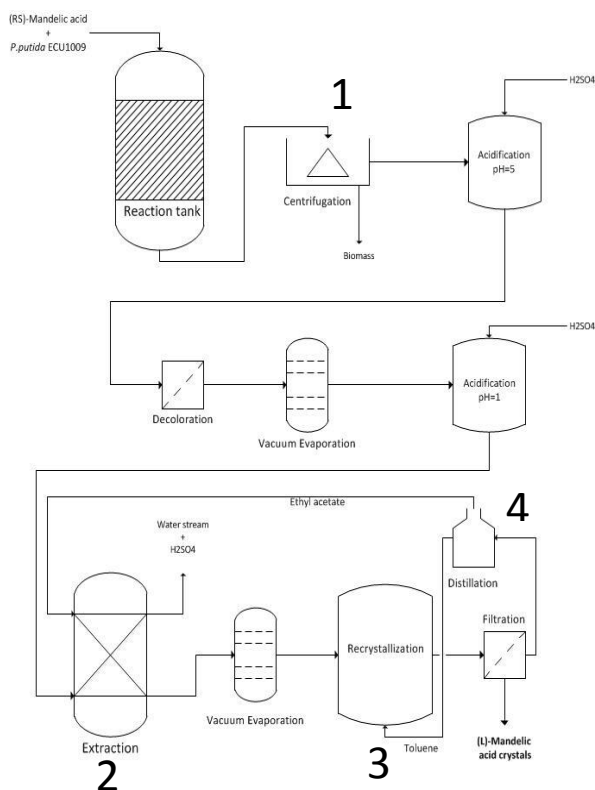 (RS)-Mandelic acid
+
P.putida ECU1009
1
H2SO4
Acidification
pH=5
Reaction tank
Centrifugation
Biomass
H2SO4
Acidification
pH=1
Decoloration
Vacuum Evaporation
Ethyl acetate
4
Water stream
+
H2SO4
Distillation
Filtration
Recrystallization
Vacuum Evaporation
Extraction
2
3
Toluene
(L)-Mandelic
acid crystals